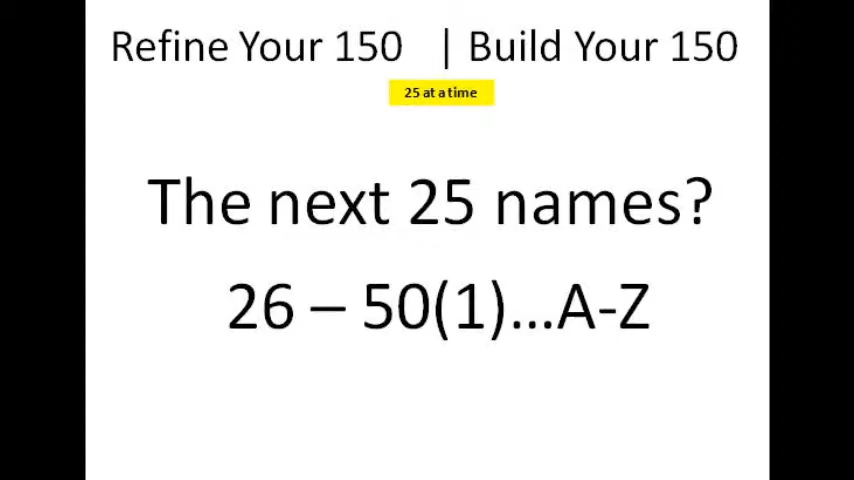 Refine Your 150 | Build Your 150
25 at a time
The next 25 names?
26 – 50(1)...A-Z